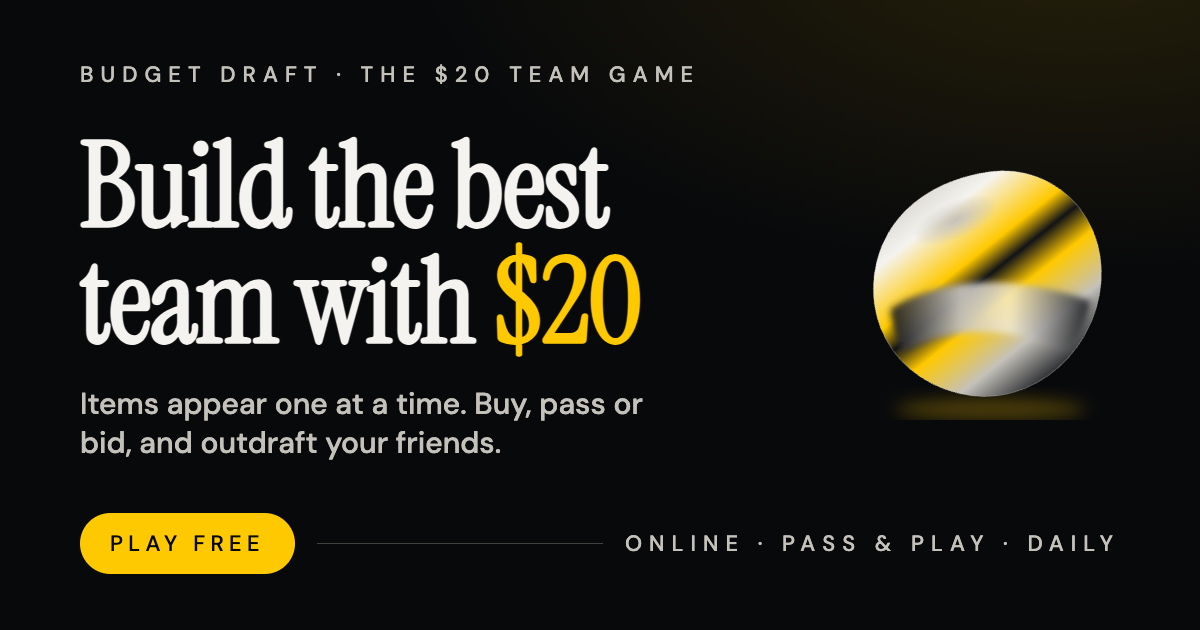 BUDGET DRAFT · THE $20 TEAM GAME
Build the best
team with $20
Items appear one at a time. Buy, pass or
bid, and outdraft your friends.
PLAY FREE
ONLINE · PASS & PLAY · DAILY